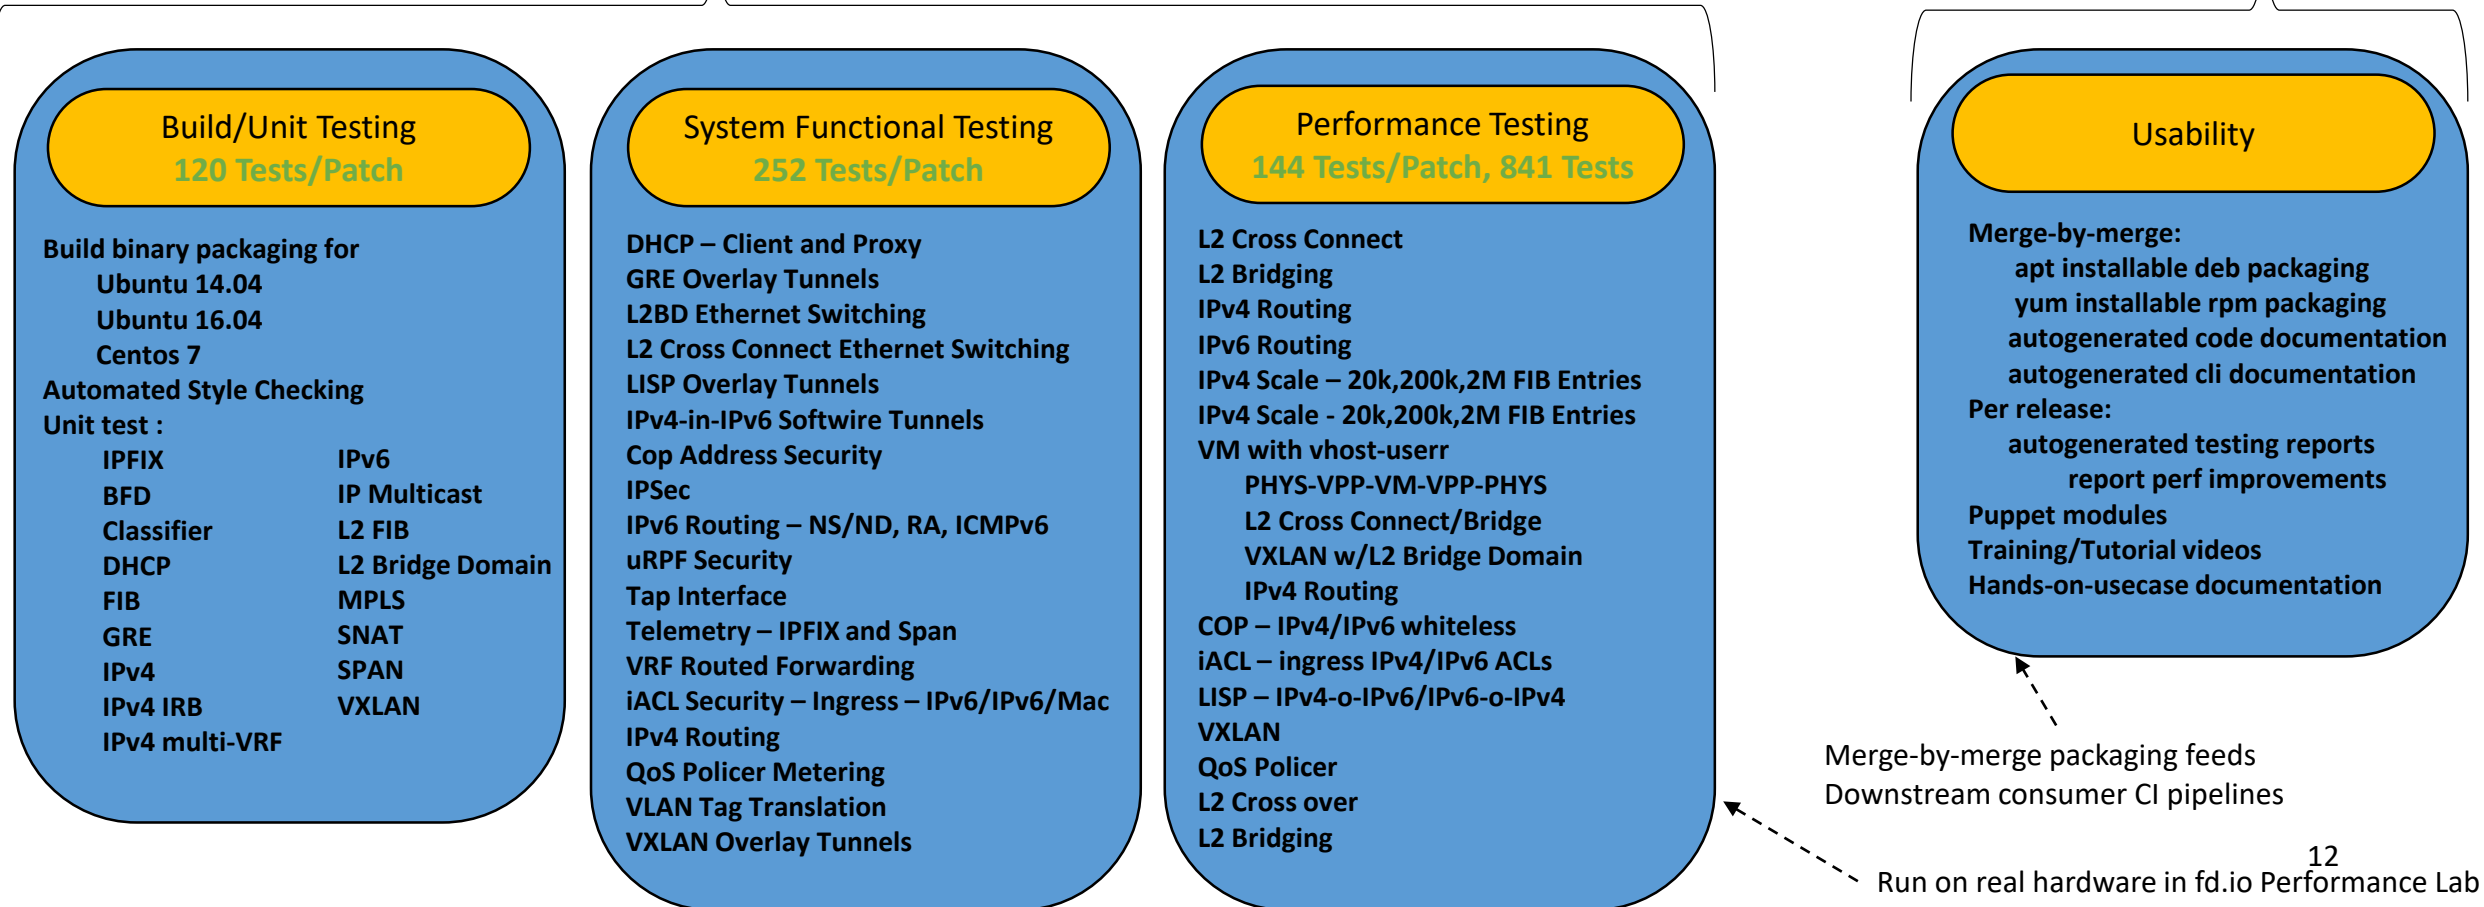 Build/Unit Testing
120 Tests/Patch
Build binary packaging for
Ubuntu 14.04
Ubuntu 16.04
Centos 7
Automated Style Checking
Unit test :
IPFIX
BFD
Classifier
DHCP
FIB
GRE
IPv4
IPv4 IRB
IPv4 multi-VRF
IPv6
IP Multicast
L2 FIB
L2 Bridge Domain
MPLS
SNAT
SPAN
VXLAN
System Functional Testing
252 Tests/Patch
DHCP – Client and Proxy
GRE Overlay Tunnels
L2BD Ethernet Switching
L2 Cross Connect Ethernet Switching
LISP Overlay Tunnels
IPv4-in-IPv6 Softwire Tunnels
Cop Address Security
IPSec
IPv6 Routing – NS/ND, RA, ICMPv6
uRPF Security
Tap Interface
Telemetry – IPFIX and Span
VRF Routed Forwarding
iACL Security – Ingress – IPv6/IPv6/Mac
IPv4 Routing
QoS Policer Metering
VLAN Tag Translation
VXLAN Overlay Tunnels
Performance Testing
144 Tests/Patch, 841 Tests
L2 Cross Connect
L2 Bridging
IPv4 Routing
IPv6 Routing
IPv4 Scale – 20k,200k,2M FIB Entries
IPv4 Scale - 20k,200k,2M FIB Entries
VM with vhost-userr
PHYS-VPP-VM-VPP-PHYS
L2 Cross Connect/Bridge
VXLAN w/L2 Bridge Domain
IPv4 Routing
COP – IPv4/IPv6 whiteless
iACL – ingress IPv4/IPv6 ACLs
LISP – IPv4-o-IPv6/IPv6-o-IPv4
VXLAN
QoS Policer
L2 Cross over
L2 Bridging
Usability
Merge-by-merge:
apt installable deb packaging
yum installable rpm packaging
autogenerated code documentation
autogenerated cli documentation
Per release:
autogenerated testing reports
report perf improvements
Puppet modules
Training/Tutorial videos
Hands-on-usecase documentation
Merge-by-merge packaging feeds
Downstream consumer CI pipelines
12
Run on real hardware in fd.io Performance Lab